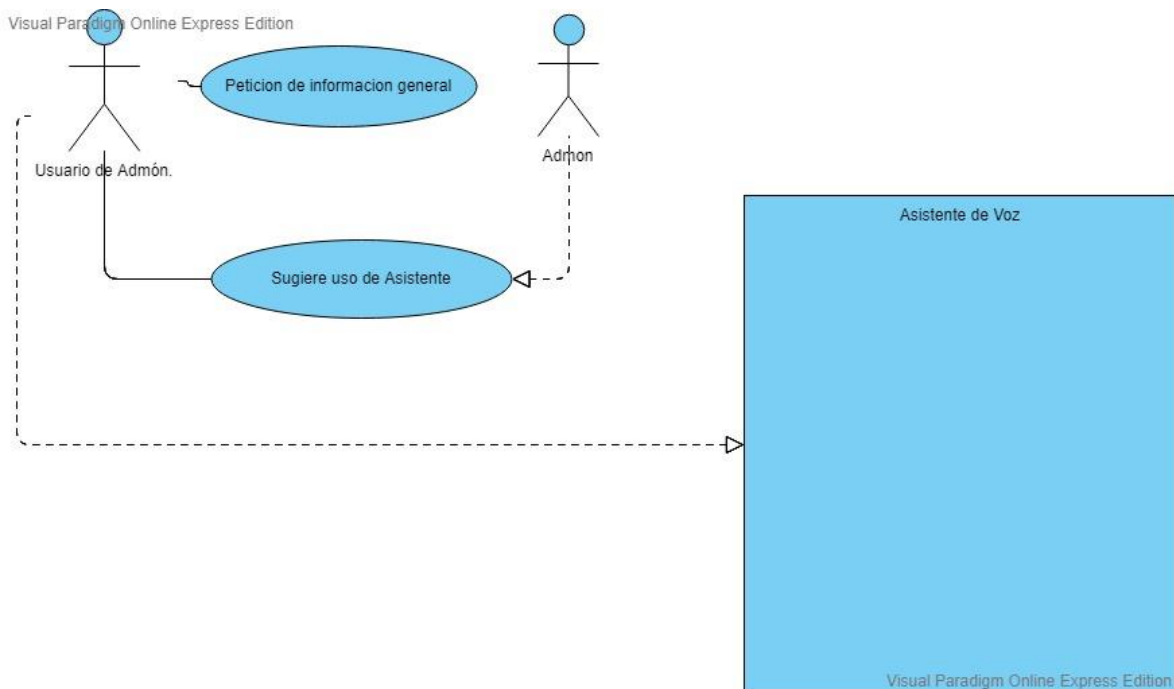 Visual Paradigm Online Express Edition
Peticion de informacion general
Usuario de Admón.
Admon
Asistente de Voz
Sugiere uso de Asistente
Visual Paradigm Online Express Edition